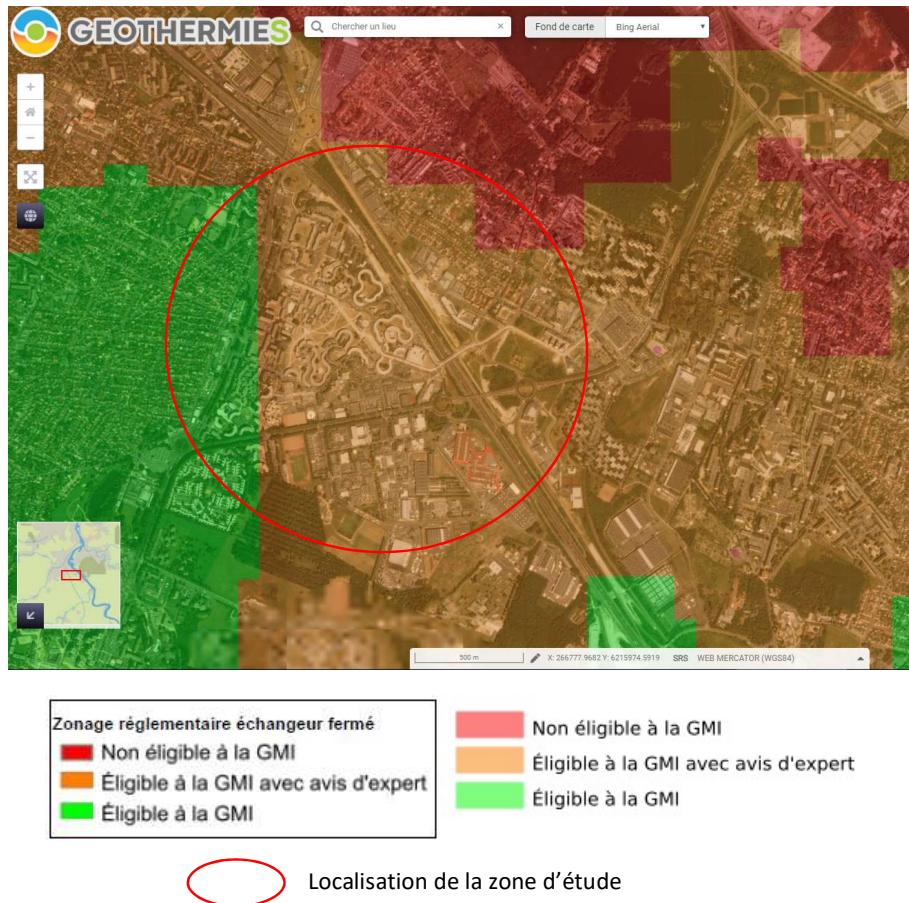 GEOTHERMIES
Chercher un lieu ×
Fond de carte Bing Aerial
500 m X: 266777.9682 Y: 6215974.5919 SRS WEB MERCATOR (WGS84)
Zonage réglementaire échangeur fermé
Non éligible à la GMI
Éligible à la GMI avec avis d'expert
Éligible à la GMI
Non éligible à la GMI
Éligible à la GMI avec avis d'expert
Éligible à la GMI
Localisation de la zone d'étude